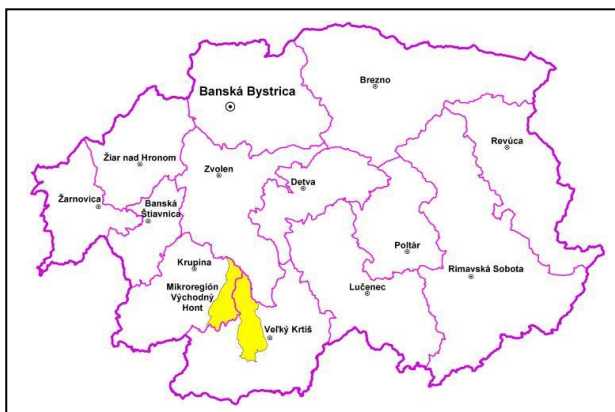 Brezno
Banská Bystrica
Revúca
Žiar nad Hronom
Zvolen
Detva
Žarnovica
Banská
Štiavnica
Poltár
Krupina
Rimavská Sobota
Mikroregión
Východný
Hont
Lučenec
Veľký Krtíš